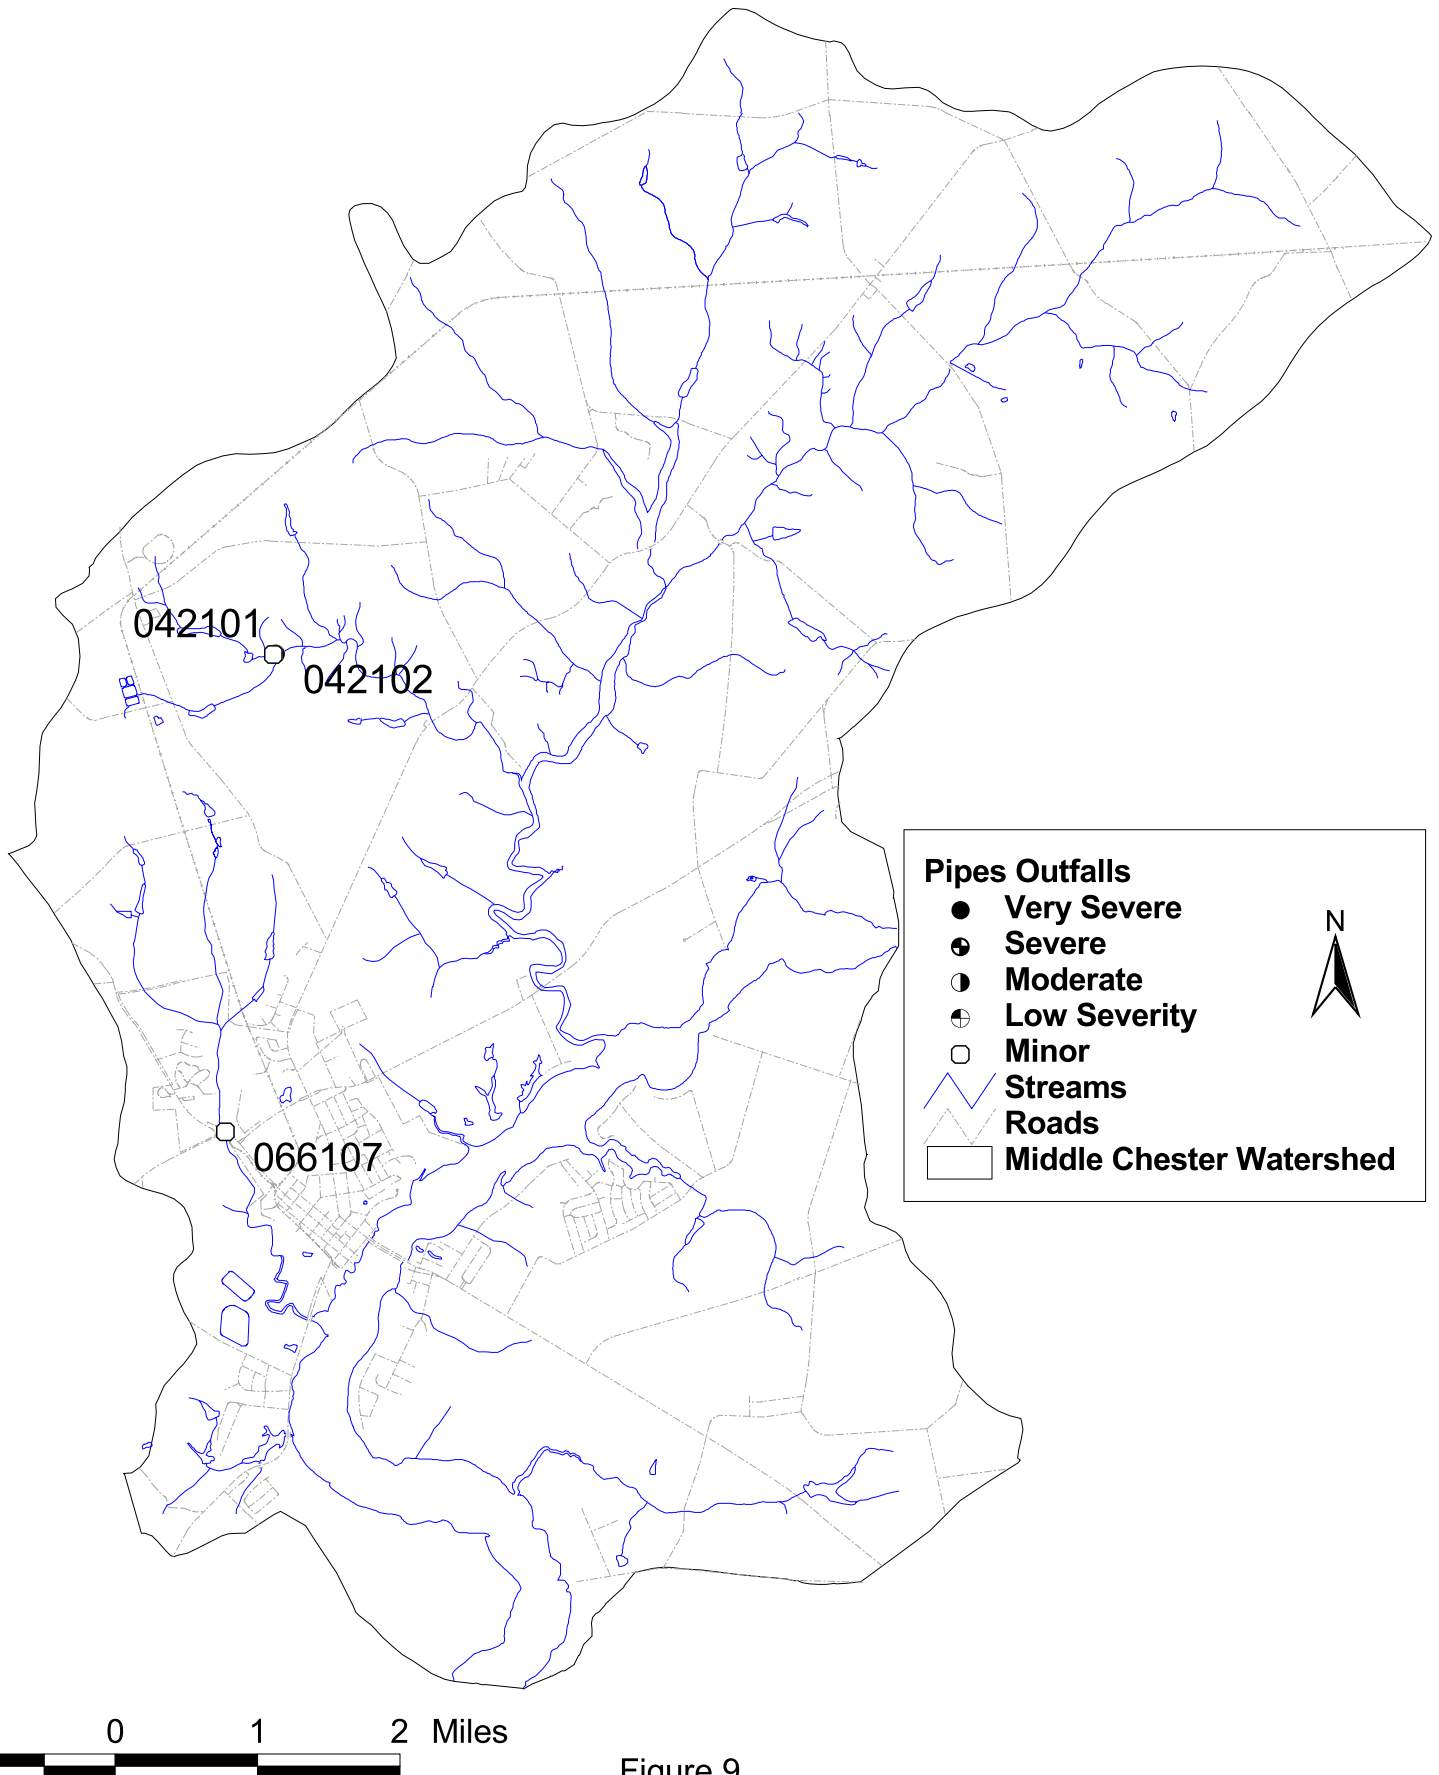 042101
042102
Pipes Outfalls
Very Severe
Severe
Moderate
Low Severity
Minor
Streams
Roads
Middle Chester Watershed
N
066107
0 1 2 Miles
Figure 9